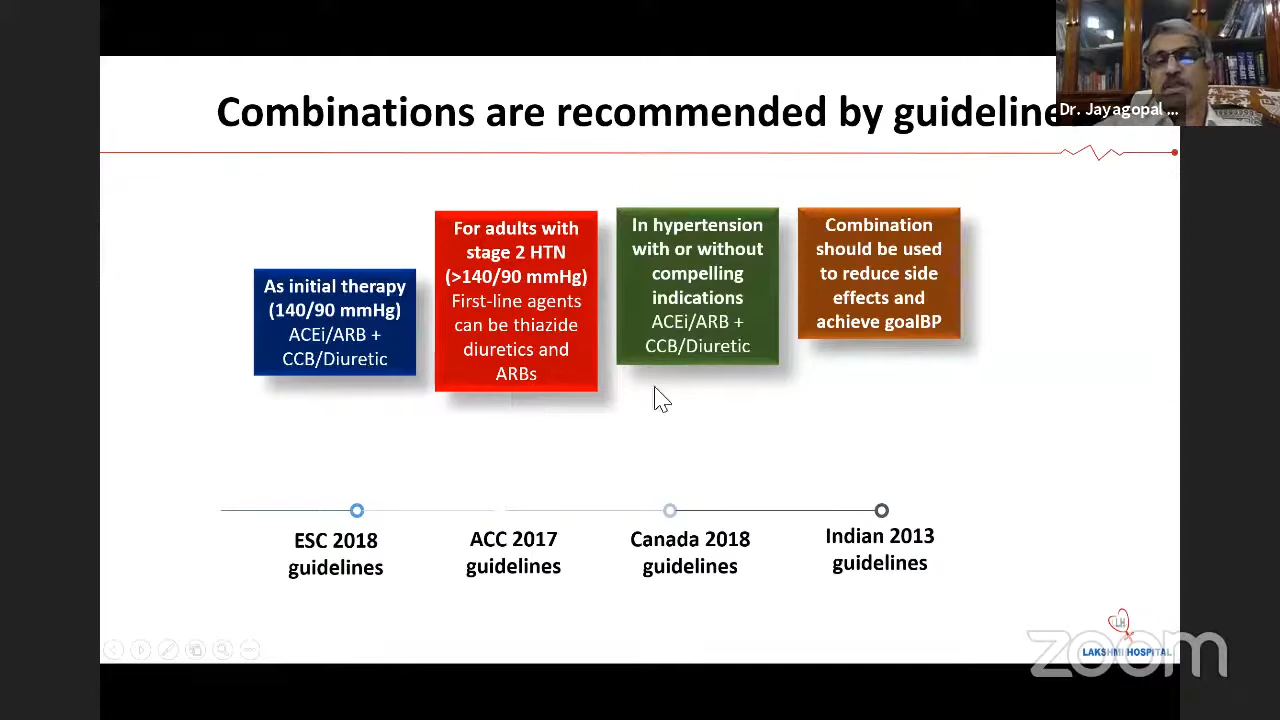 Combinations are recommended by guideline
Dr. Jayagopal ...
As initial therapy
(140/90 mmHg)
ACEi/ARB +
CCB/Diuretic
For adults with
stage 2 HTN
(>140/90 mmHg)
First-line agents
can be thiazide
diuretics and
ARBs
In hypertension
with or without
compelling
indications
ACEi/ARB +
CCB/Diuretic
Combination
should be used
to reduce side
effects and
achieve goalBP
ESC 2018
guidelines
ACC 2017
guidelines
Canada 2018
guidelines
Indian 2013
guidelines
LH
LAKSHMI HOSPITAL
zoom